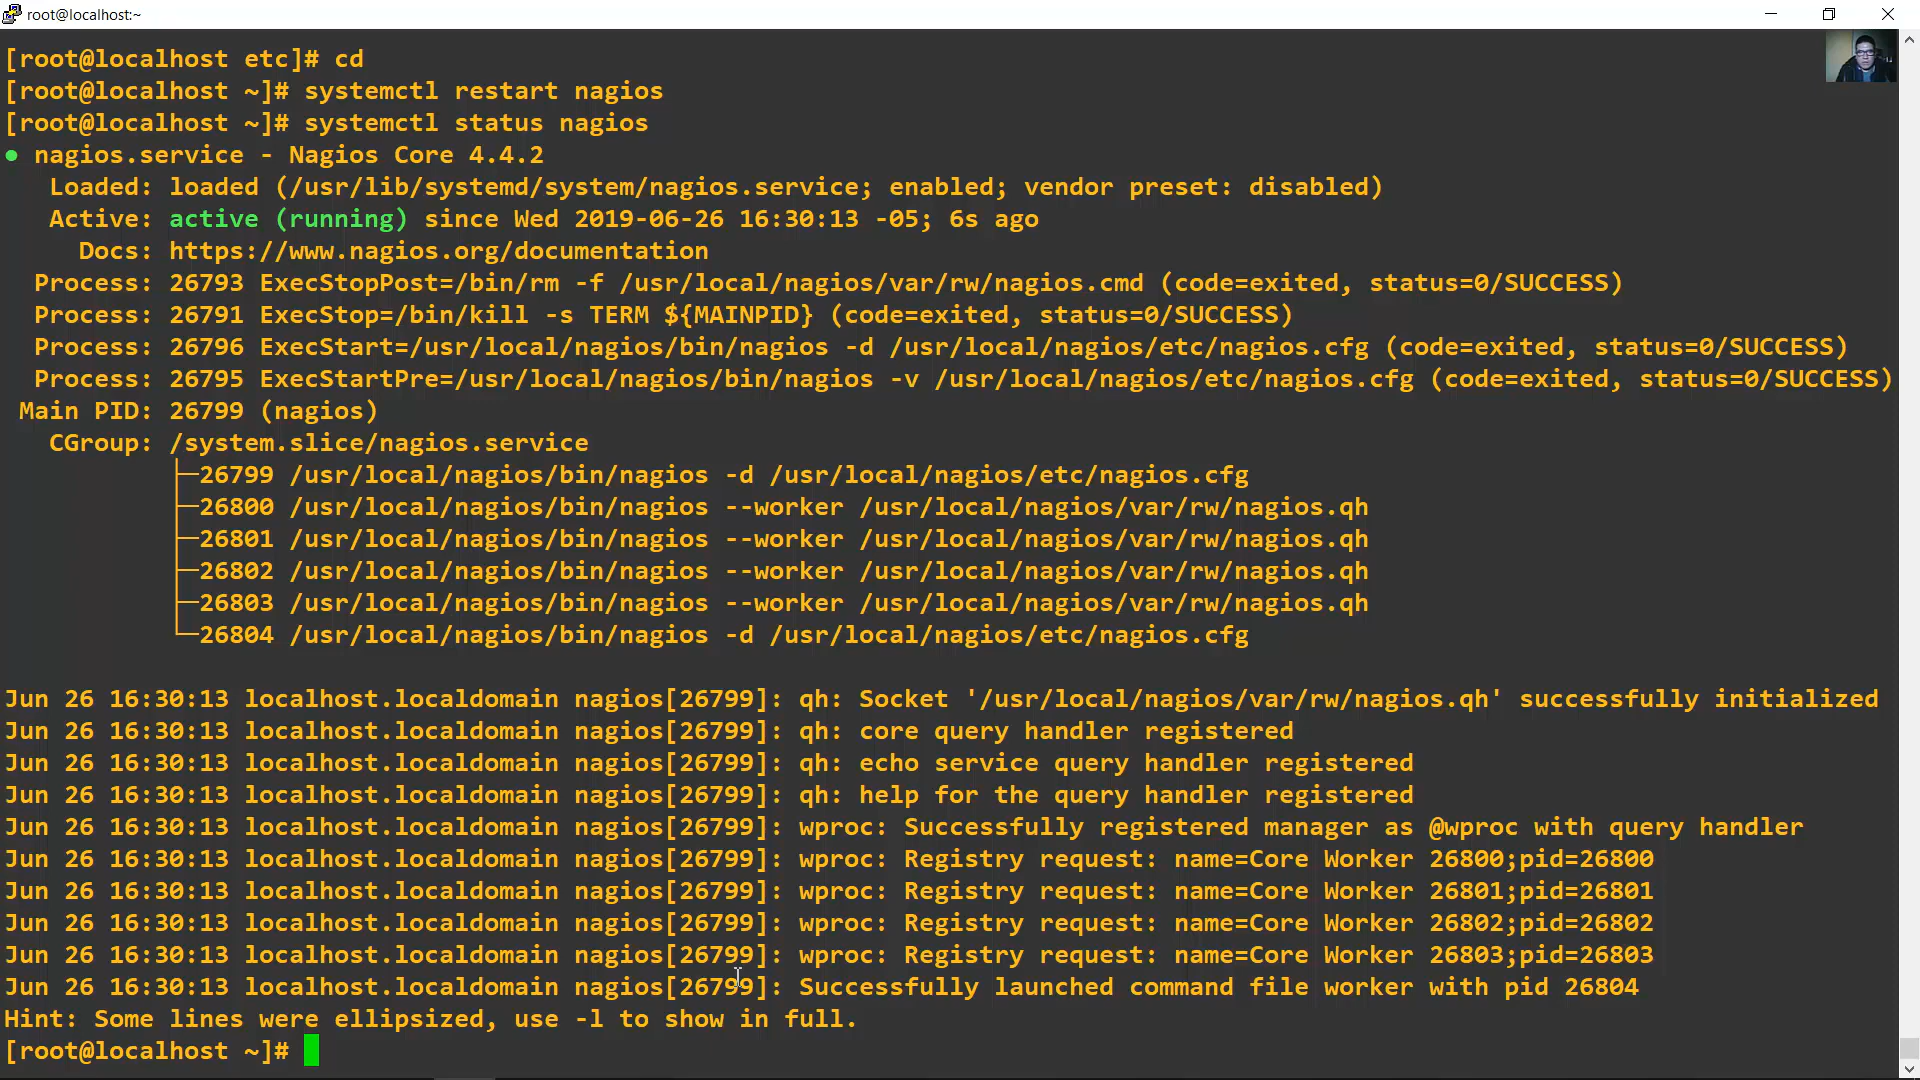 root@localhost:~
[root@localhost etc]# cd
[root@localhost ~]# systemctl restart nagios
[root@localhost ~]# systemctl status nagios
● nagios.service - Nagios Core 4.4.2
   Loaded: loaded (/usr/lib/systemd/system/nagios.service; enabled; vendor preset: disabled)
   Active: active (running) since Wed 2019-06-26 16:30:13 -05; 6s ago
     Docs: https://www.nagios.org/documentation
  Process: 26793 ExecStopPost=/bin/rm -f /usr/local/nagios/var/rw/nagios.cmd (code=exited, status=0/SUCCESS)
  Process: 26791 ExecStop=/bin/kill -s TERM ${MAINPID} (code=exited, status=0/SUCCESS)
  Process: 26796 ExecStart=/usr/local/nagios/bin/nagios -d /usr/local/nagios/etc/nagios.cfg (code=exited, status=0/SUCCESS)
  Process: 26795 ExecStartPre=/usr/local/nagios/bin/nagios -v /usr/local/nagios/etc/nagios.cfg (code=exited, status=0/SUCCESS)
 Main PID: 26799 (nagios)
   CGroup: /system.slice/nagios.service
           ├─26799 /usr/local/nagios/bin/nagios -d /usr/local/nagios/etc/nagios.cfg
           ├─26800 /usr/local/nagios/bin/nagios --worker /usr/local/nagios/var/rw/nagios.qh
           ├─26801 /usr/local/nagios/bin/nagios --worker /usr/local/nagios/var/rw/nagios.qh
           ├─26802 /usr/local/nagios/bin/nagios --worker /usr/local/nagios/var/rw/nagios.qh
           ├─26803 /usr/local/nagios/bin/nagios --worker /usr/local/nagios/var/rw/nagios.qh
           └─26804 /usr/local/nagios/bin/nagios -d /usr/local/nagios/etc/nagios.cfg
Jun 26 16:30:13 localhost.localdomain nagios[26799]: qh: Socket '/usr/local/nagios/var/rw/nagios.qh' successfully initialized
Jun 26 16:30:13 localhost.localdomain nagios[26799]: qh: core query handler registered
Jun 26 16:30:13 localhost.localdomain nagios[26799]: qh: echo service query handler registered
Jun 26 16:30:13 localhost.localdomain nagios[26799]: qh: help for the query handler registered
Jun 26 16:30:13 localhost.localdomain nagios[26799]: wproc: Successfully registered manager as @wproc with query handler
Jun 26 16:30:13 localhost.localdomain nagios[26799]: wproc: Registry request: name=Core Worker 26800;pid=26800
Jun 26 16:30:13 localhost.localdomain nagios[26799]: wproc: Registry request: name=Core Worker 26801;pid=26801
Jun 26 16:30:13 localhost.localdomain nagios[26799]: wproc: Registry request: name=Core Worker 26802;pid=26802
Jun 26 16:30:13 localhost.localdomain nagios[26799]: wproc: Registry request: name=Core Worker 26803;pid=26803
Jun 26 16:30:13 localhost.localdomain nagios[26799]: Successfully launched command file worker with pid 26804
Hint: Some lines were ellipsized, use -l to show in full.
[root@localhost ~]#